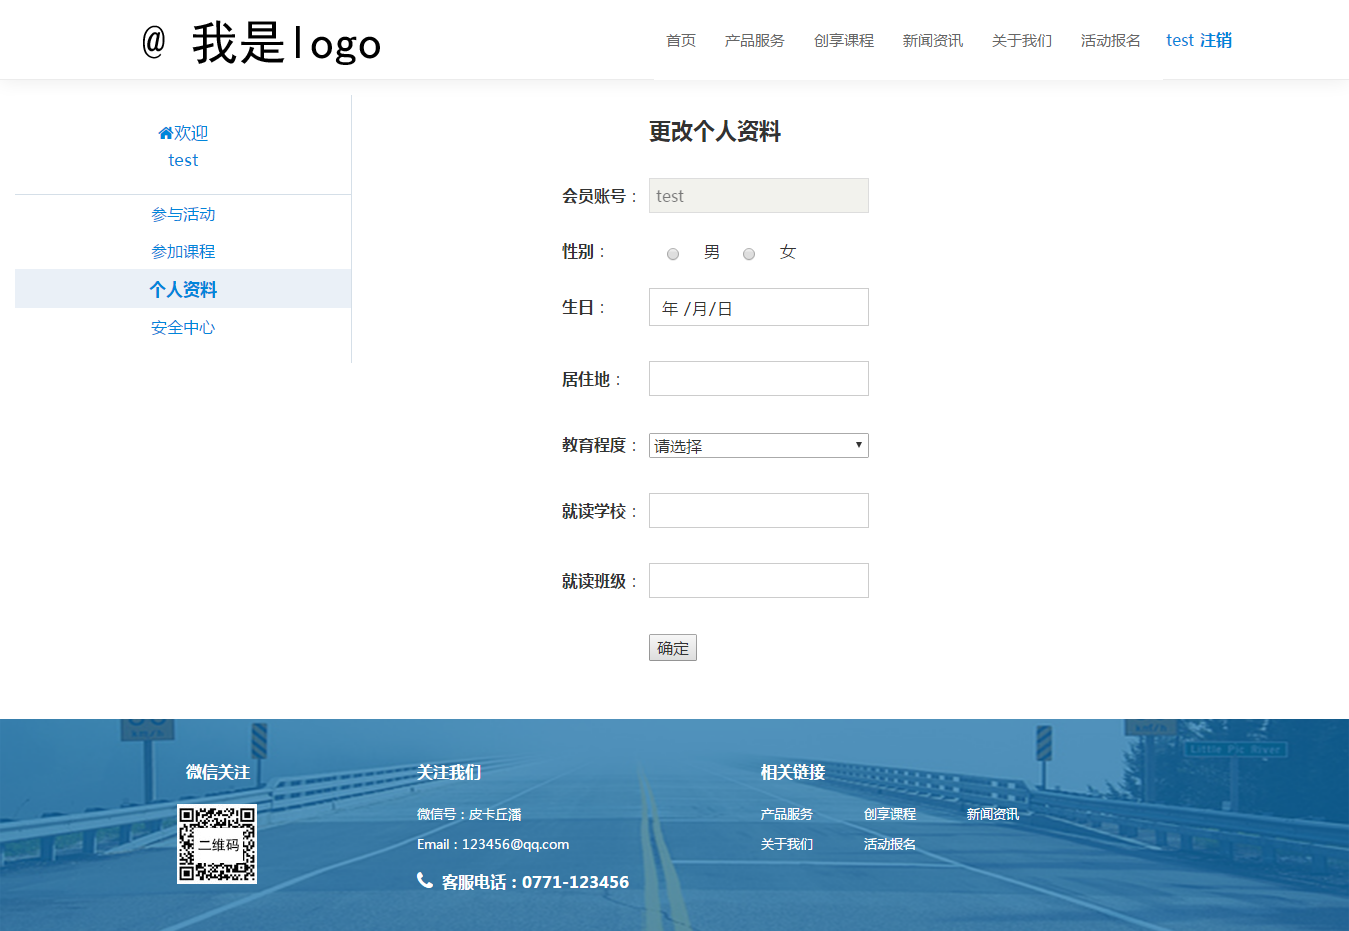 @ 我是logo
首页 产品服务 创享课程 新闻资讯 关于我们 活动报名 test 注销
欢迎
test
参与活动
参加课程
个人资料
安全中心
更改个人资料
会员账号： test
性别： 男 女
生日： 年 /月/日
居住地：
教育程度： 请选择
就读学校：
就读班级：
确定
km/h
Little Pic River
微信关注
二维码
关注我们
微信号：皮卡丘潘
Email：123456@qq.com
客服电话：0771-123456
相关链接
产品服务 创享课程 新闻资讯
关于我们 活动报名